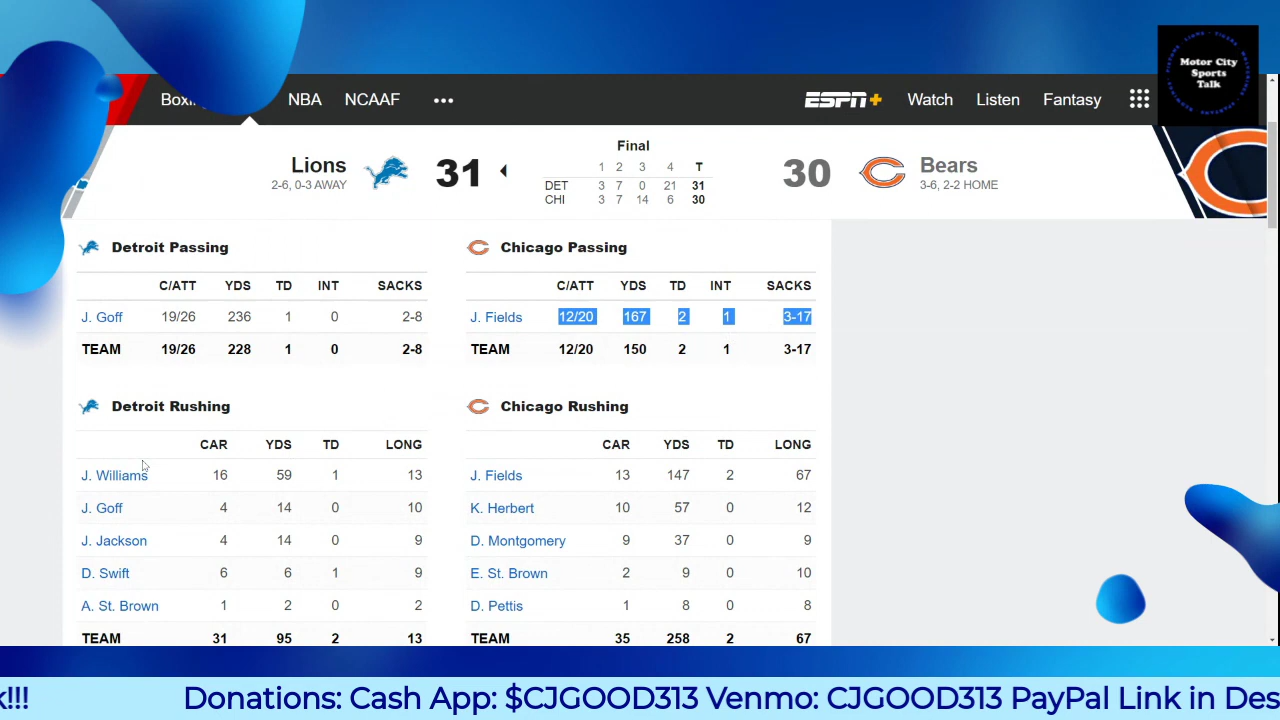 Motor City
Sports
Talk
NBA NCAAF ••• ESPN+ Watch Listen Fantasy
Final
Lions 31 30 Bears
2-6, 0-3 AWAY 3-6, 2-2 HOME
1 2 3 4 T
DET 3 7 0 21 31
CHI 3 7 14 6 30
Detroit Passing
C/ATT YDS TD INT SACKS
J. Goff 19/26 236 1 0 2-8
TEAM 19/26 228 1 0 2-8
Chicago Passing
C/ATT YDS TD INT SACKS
J. Fields 12/20 167 2 1 3-17
TEAM 12/20 150 2 1 3-17
Detroit Rushing
CAR YDS TD LONG
J. Williams 16 59 1 13
J. Goff 4 14 0 10
J. Jackson 4 14 0 9
D. Swift 6 6 1 9
A. St. Brown 1 2 0 2
TEAM 31 95 2 13
Chicago Rushing
CAR YDS TD LONG
J. Fields 13 147 2 67
K. Herbert 10 57 0 12
D. Montgomery 9 37 0 9
E. St. Brown 2 9 0 10
D. Pettis 1 8 0 8
TEAM 35 258 2 67
k!!! Donations: Cash App: $CJGOOD313 Venmo: CJGOOD313 PayPal Link in Des